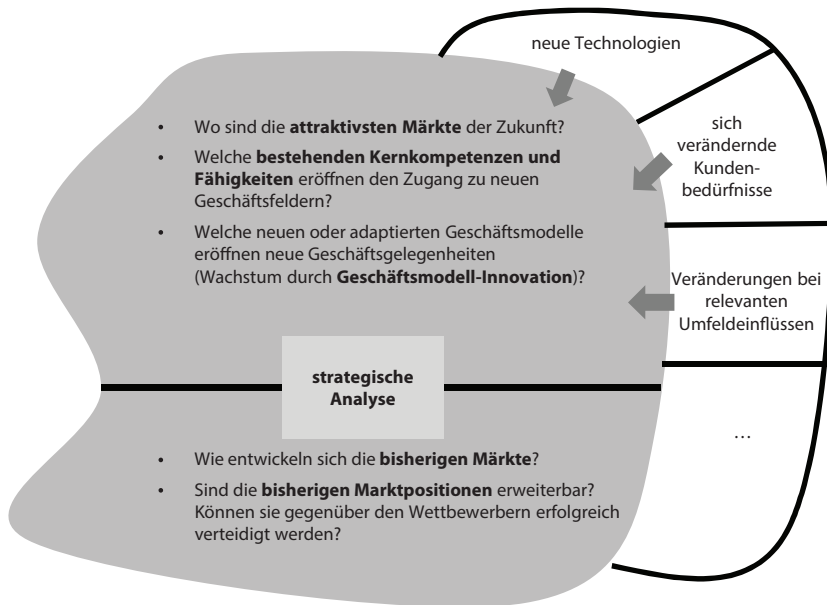 neue Technologien
• Wo sind die attraktivsten Märkte der Zukunft?
• Welche bestehenden Kernkompetenzen und
Fähigkeiten eröffnen den Zugang zu neuen
Geschäftsfeldern?
• Welche neuen oder adaptierten Geschäftsmodelle
eröffnen neue Geschäftsgelegenheiten
(Wachstum durch Geschäftsmodell-Innovation)?
sich
verändernde
Kunden-
bedürfnisse
Veränderungen bei
relevanten
Umfeldeinflüssen
strategische
Analyse
...
• Wie entwickeln sich die bisherigen Märkte?
• Sind die bisherigen Marktpositionen erweiterbar?
Können sie gegenüber den Wettbewerbern erfolgreich
verteidigt werden?